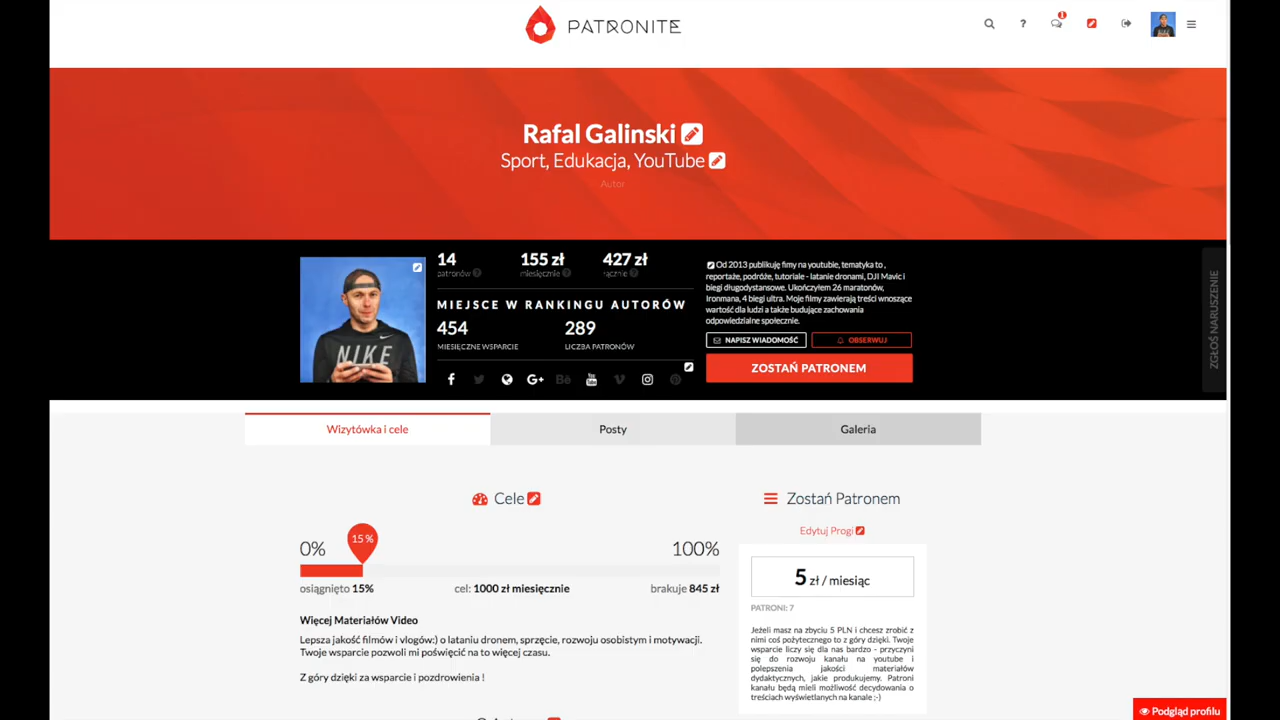 PATRONITE
1
Rafal Galinski
Sport, Edukacja, YouTube
Autor
14
patronów
155 zł
miesięcznie
427 zł
łącznie
MIEJSCE W RANKINGU AUTORÓW
454
MIESIĘCZNE WSPARCIE
289
LICZBA PATRONÓW
NIKE
Od 2013 publikuję fimy na youtubie, tematyka to ,
reportaże, podróże, tutoriale - latanie dronami, DJI Mavic i
biegi długodystansowe. Ukończyłem 26 maratonów,
Ironmana, 4 biegi ultra. Moje filmy zawierają treści wnoszące
wartość dla ludzi a także budujące zachowania
odpowiedzialne społecznie.
NAPISZ WIADOMOŚĆ
OBSERWUJ
ZOSTAŃ PATRONEM
ZGŁOŚ NARUSZENIE
Wizytówka i cele
Posty
Galeria
Cele
0%
15 %
100%
osiągnięto 15%
cel: 1000 zł miesięcznie
brakuje 845 zł
Więcej Materiałów Video
Lepsza jakość filmów i vlogów:) o lataniu dronem, sprzęcie, rozwoju osobistym i motywacji.
Twoje wsparcie pozwoli mi poświęcić na to więcej czasu.
Z góry dzięki za wsparcie i pozdrowienia !
Zostań Patronem
Edytuj Progi
5 zł / miesiąc
PATRONI: 7
Jeżeli masz na zbyciu 5 PLN i chcesz zrobić z
nimi coś pożytecznego to z góry dzięki. Twoje
wsparcie liczy się dla nas bardzo - przyczyni
się do rozwoju kanału na youtube i
polepszenia jakości materiałów
dydaktycznych, jakie produkujemy. Patroni
kanału będą mieli możliwość decydowania o
treściach wyświetlanych na kanale ;-)
Podgląd profilu